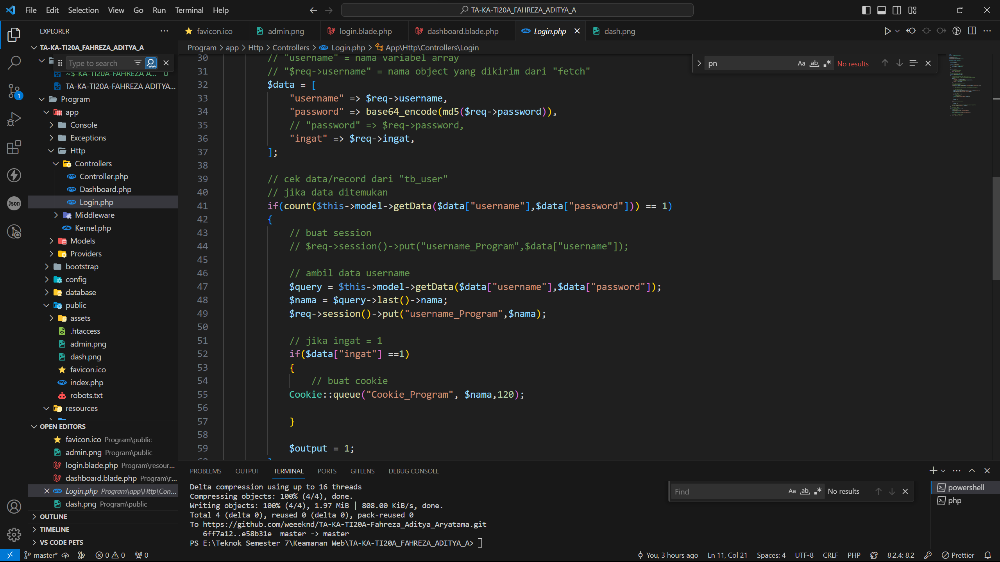 File Edit Selection View Go Run Terminal Help
TA-KA-TI20A_FAHREZA_ADITYA_A
EXPLORER
TA-KA-TI20A_FAHREZA_ADITYA_A
Type to search
~$-KA-TI20A-FAHREZA A... U
TA-KA-TI20A-FAHREZA ADITYA...
Program
app
Console
Exceptions
Http
Controllers
Controller.php
Dashboard.php
Login.php
Middleware
Kernel.php
Models
Providers
bootstrap
config
database
public
assets
.htaccess
admin.png
dash.png
favicon.ico
index.php
robots.txt
resources
OPEN EDITORS
favicon.ico Program\public
admin.png Program\public
login.blade.php Program\resour...
dashboard.blade.php Program\r...
Login.php Program\app\Http\Con...
dash.png Program\public
OUTLINE
TIMELINE
VS CODE PETS
1
Json
favicon.ico admin.png login.blade.php dashboard.blade.php Login.php dash.png
Program > app > Http > Controllers > Login.php > App\Http\Controllers\Login
pn Aa ab .* No results
30 // "username" = nama variabel array
31 // "$req->username" = nama object yang dikirim dari "fetch"
32 $data = [
33 "username" => $req->username,
34 "password" => base64_encode(md5($req->password)),
35 // "password" => $req->password,
36 "ingat" => $req->ingat,
37 ];
38
39 // cek data/record dari "tb_user"
40 // jika data ditemukan
41 if(count($this->model->getData($data["username"],$data["password"])) == 1)
42 {
43 // buat session
44 // $req->session()->put("username_Program",$data["username"]);
45
46 // ambil data username
47 $query = $this->model->getData($data["username"],$data["password"]);
48 $nama = $query->last()->nama;
49 $req->session()->put("username_Program",$nama);
50
51 // jika ingat = 1
52 if($data["ingat"] ==1)
53 {
54 // buat cookie
55 Cookie::queue("Cookie_Program", $nama,120);
56
57 }
58
59 $output = 1;
60 }
PROBLEMS OUTPUT TERMINAL PORTS GITLENS DEBUG CONSOLE
Delta compression using up to 16 threads
Compressing objects: 100% (4/4), done.
Writing objects: 100% (4/4), 1.97 MiB | 808.00 KiB/s, done.
Total 4 (delta 0), reused 0 (delta 0), pack-reused 0
To https://github.com/weeeknd/TA-KA-TI20A-Fahreza_Aditya_Aryatama.git
6ff7a12..e58b31e master -> master
PS E:\Teknok Semester 7\Keamanan Web\TA-KA-TI20A_FAHREZA_ADITYA_A>
Find Aa ab .* No results
powershell
php
master* 0 0 0 You, 3 hours ago Ln 11, Col 21 Spaces: 4 UTF-8 CRLF PHP 8.2.4: 8.2 Prettier